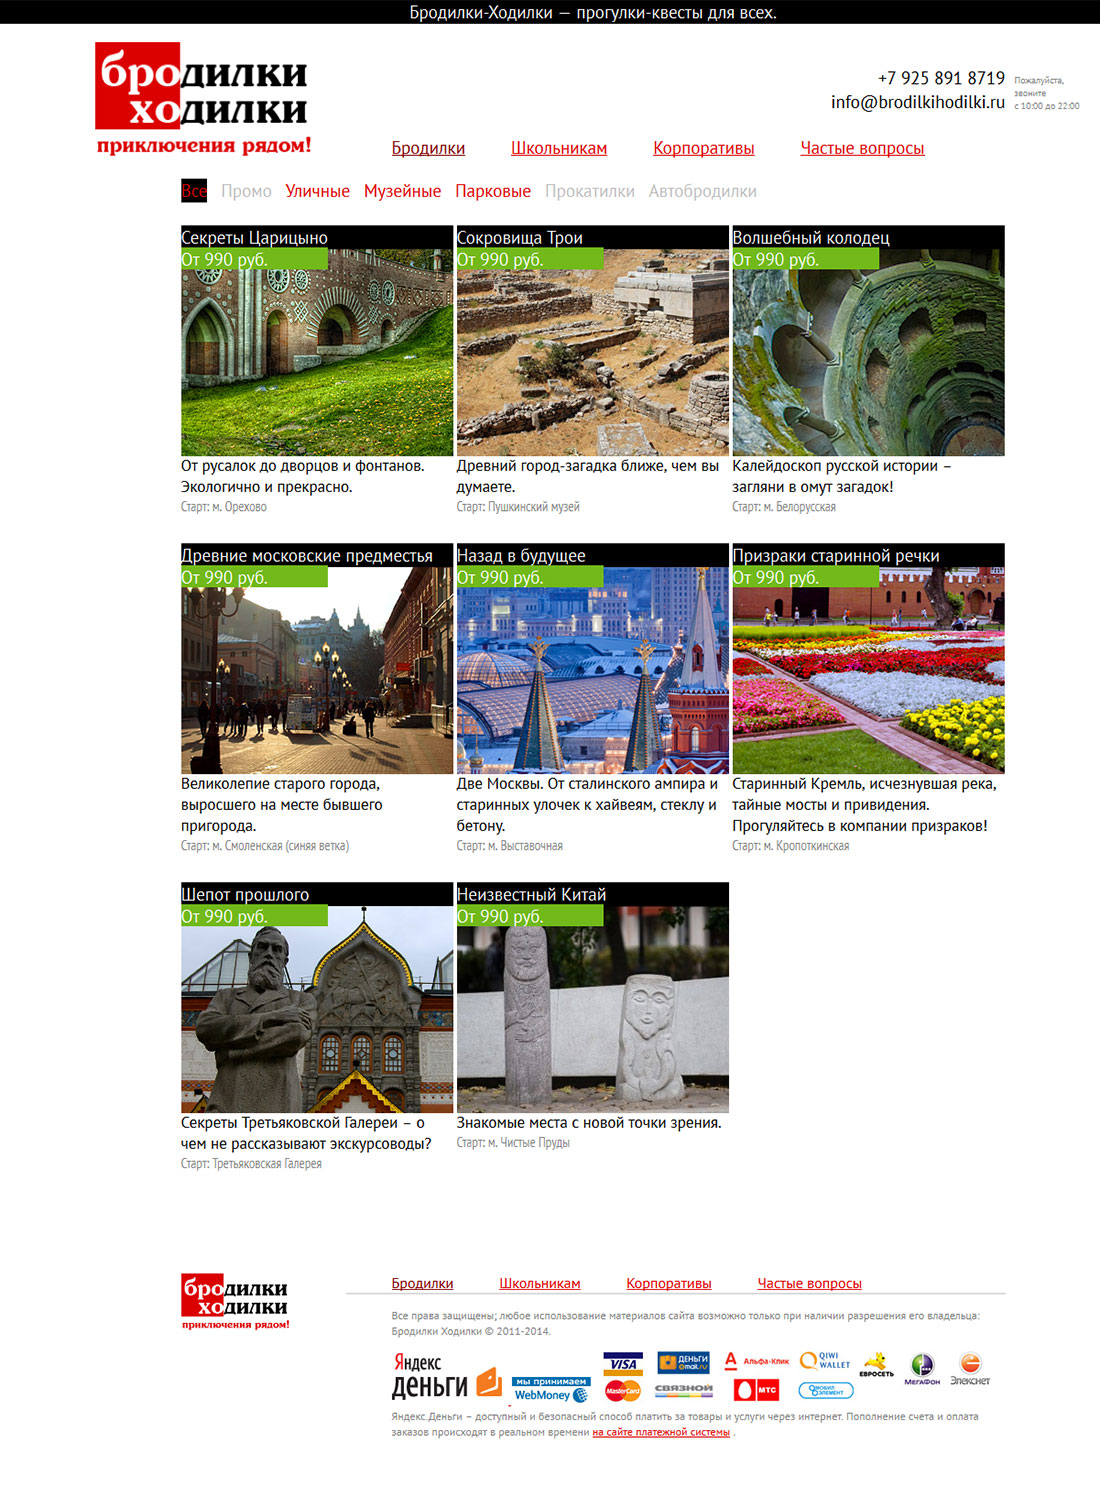 Бродилки-Ходилки — прогулки-квесты для всех.
бродилки
ходилки
приключения рядом!
+7 925 891 8719
info@brodilkihodilki.ru
Пожалуйста,
звоните
с 10:00 до 22:00
Бродилки Школьникам Корпоративы Частые вопросы
Все Промо Уличные Музейные Парковые Прокатилки Автобродилки
Секреты Царицыно
От 990 руб.
От русалок до дворцов и фонтанов.
Экологично и прекрасно.
Старт: м. Орехово
Сокровища Трои
От 990 руб.
Древний город-загадка ближе, чем вы
думаете.
Старт: Пушкинский музей
Волшебный колодец
От 990 руб.
Калейдоскоп русской истории –
загляни в омут загадок!
Старт: м. Белорусская
Древние московские предместья
От 990 руб.
Великолепие старого города,
выросшего на месте бывшего
пригорода.
Старт: м. Смоленская (синяя ветка)
Назад в будущее
От 990 руб.
Две Москвы. От сталинского ампира и
старинных улочек к хайвеям, стеклу и
бетону.
Старт: м. Выставочная
Призраки старинной речки
От 990 руб.
Старинный Кремль, исчезнувшая река,
тайные мосты и привидения.
Прогуляйтесь в компании призраков!
Старт: м. Кропоткинская
Шепот прошлого
От 990 руб.
Секреты Третьяковской Галереи – о
чем не рассказывают экскурсоводы?
Старт: Третьяковская Галерея
Неизвестный Китай
От 990 руб.
Знакомые места с новой точки зрения.
Старт: м. Чистые Пруды
бродилки
ходилки
приключения рядом!
Бродилки Школьникам Корпоративы Частые вопросы
Все права защищены; любое использование материалов сайта возможно только при наличии разрешения его владельца:
Бродилки Ходилки © 2011-2014.
Яндекс
деньги
мы принимаем
WebMoney
VISA
MasterCard
ДЕНЬГИ
@mail.ru
СВЯЗНОЙ
Альфа-Клик
МТС
QIWI
WALLET
МОБИЛ
ЭЛЕМЕНТ
ЕВРОСЕТЬ
МЕГАФОН
Элекснет
Яндекс.Деньги – доступный и безопасный способ платить за товары и услуги через интернет. Пополнение счета и оплата
заказов происходят в реальном времени на сайте платежной системы .